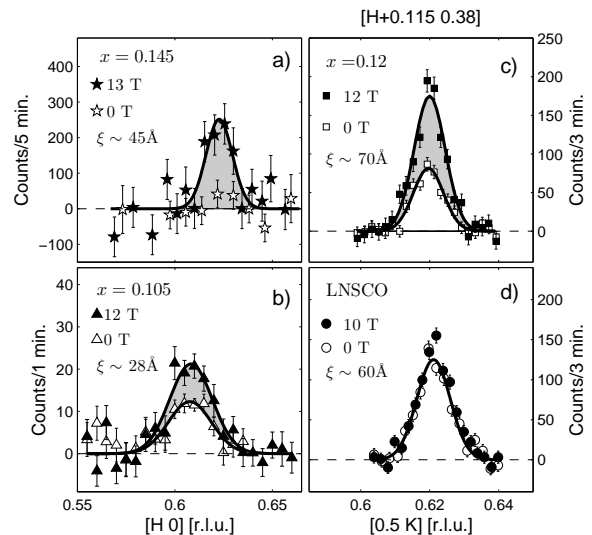 [H+0.115 0.38]
x = 0.145
a)
13 T
0 T
ξ ∼ 45Å
Counts/5 min.
400
300
200
100
0
−100
x = 0.12
c)
12 T
0 T
ξ ∼ 70Å
Counts/3 min.
250
200
150
100
50
0
x = 0.105
b)
12 T
0 T
ξ ∼ 28Å
Counts/1 min.
40
30
20
10
0
0.55
0.6
0.65
[H 0] [r.l.u.]
LNSCO
d)
10 T
0 T
ξ ∼ 60Å
Counts/3 min.
200
150
100
50
0
0.6
0.62
0.64
[0.5 K] [r.l.u.]